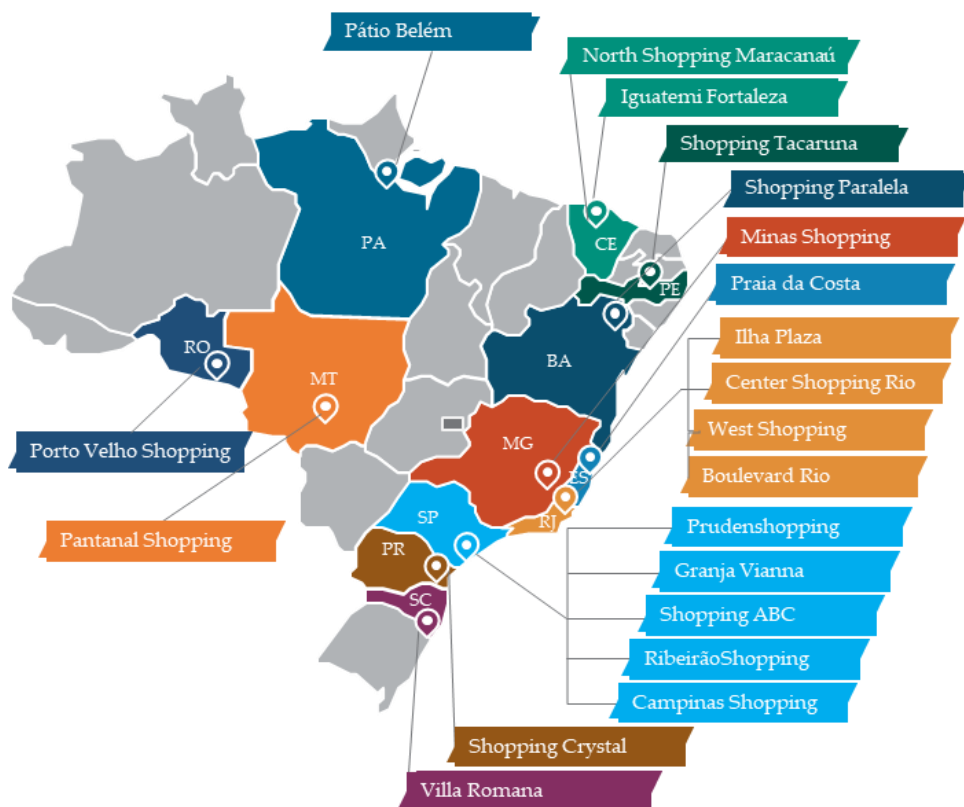 Pátio Belém
North Shopping Maracanaú
Iguatemi Fortaleza
Shopping Tacaruna
Shopping Paralela
Minas Shopping
Praia da Costa
Ilha Plaza
Center Shopping Rio
West Shopping
Boulevard Rio
Prudenshopping
Granja Vianna
Shopping ABC
RibeirãoShopping
Campinas Shopping
Shopping Crystal
Villa Romana
Porto Velho Shopping
Pantanal Shopping
PA
CE
PE
RO
MT
BA
MG
ES
RJ
SP
PR
SC